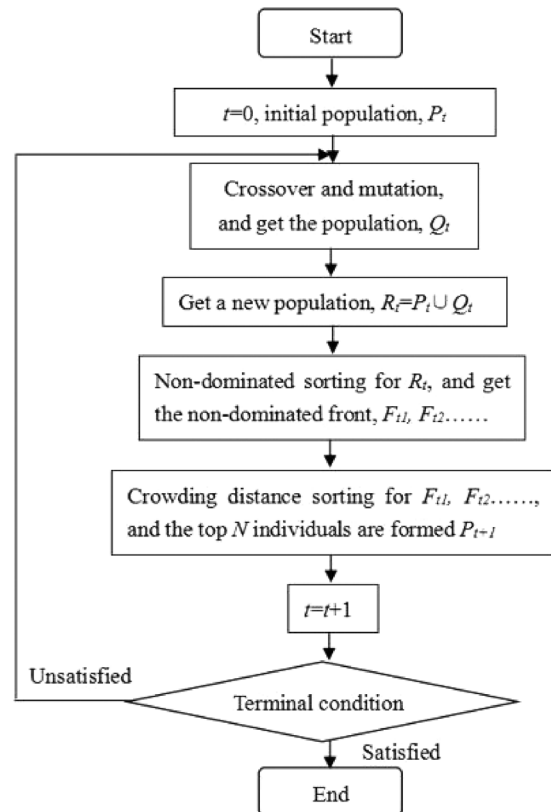 Start
t=0, initial population, Pt
Crossover and mutation,
and get the population, Qt
Get a new population, Rt=Pt∪Qt
Non-dominated sorting for Rt, and get
the non-dominated front, Ft1, Ft2……
Crowding distance sorting for Ft1, Ft2……,
and the top N individuals are formed Pt+1
t=t+1
Unsatisfied
Terminal condition
Satisfied
End